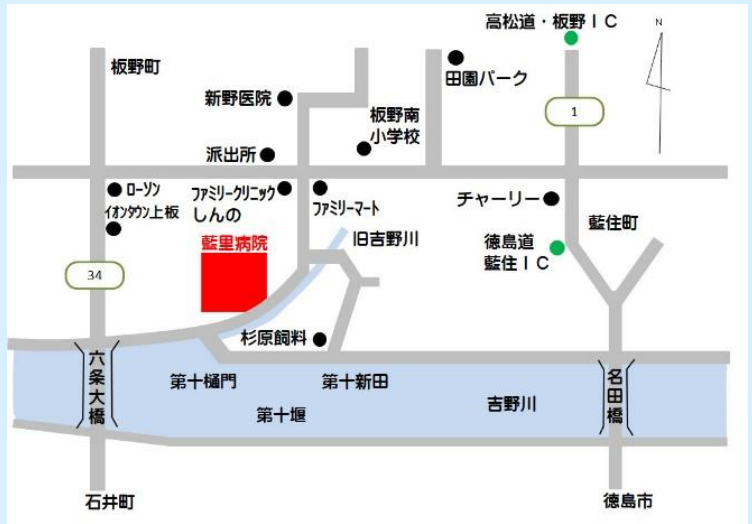 高松道・板野ＩＣ
N
板野町
田園パーク
新野医院
板野南
小学校
1
派出所
ローソン
イオンタウン上板
ファミリークリニック
しんの
ファミリーマート
チャーリー
藍住町
藍里病院
旧吉野川
徳島道
藍住ＩＣ
34
杉原飼料
六条大橋
第十樋門
第十新田
第十堰
吉野川
名田橋
石井町
徳島市